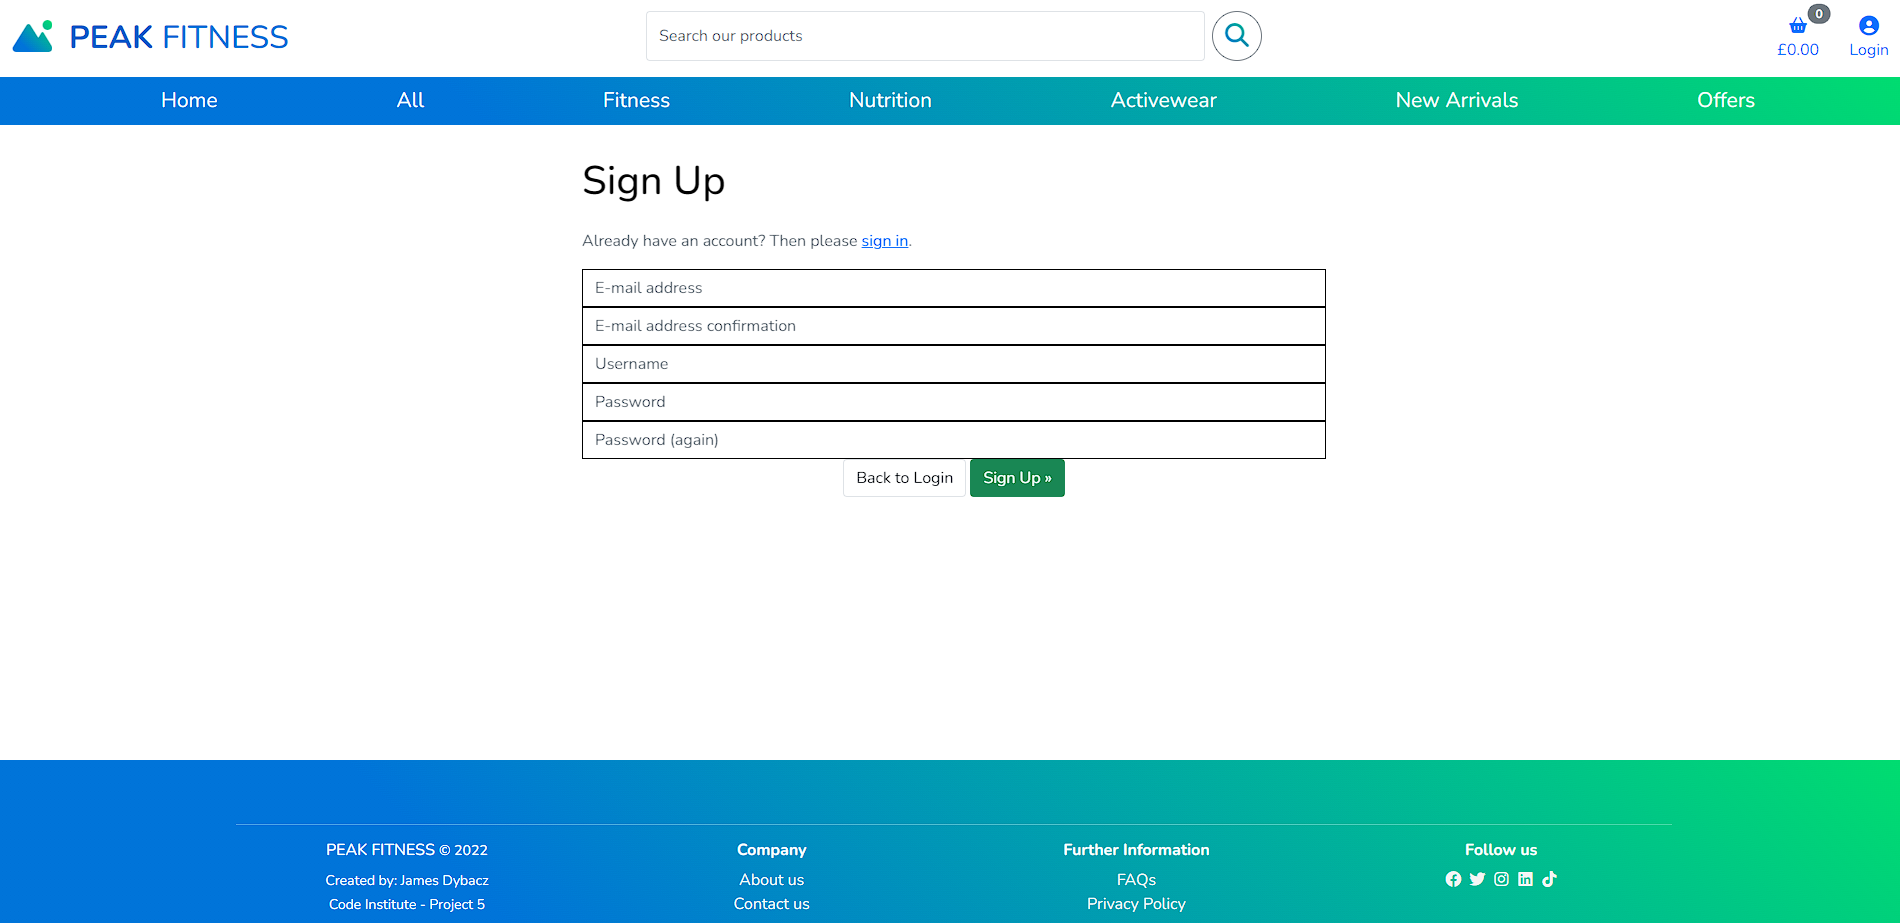 PEAK FITNESS
Search our products
0
£0.00
Login
Home All Fitness Nutrition Activewear New Arrivals Offers
Sign Up
Already have an account? Then please sign in.
E-mail address
E-mail address confirmation
Username
Password
Password (again)
Back to Login Sign Up »
PEAK FITNESS © 2022
Created by: James Dybacz
Code Institute - Project 5
Company
About us
Contact us
Further Information
FAQs
Privacy Policy
Follow us